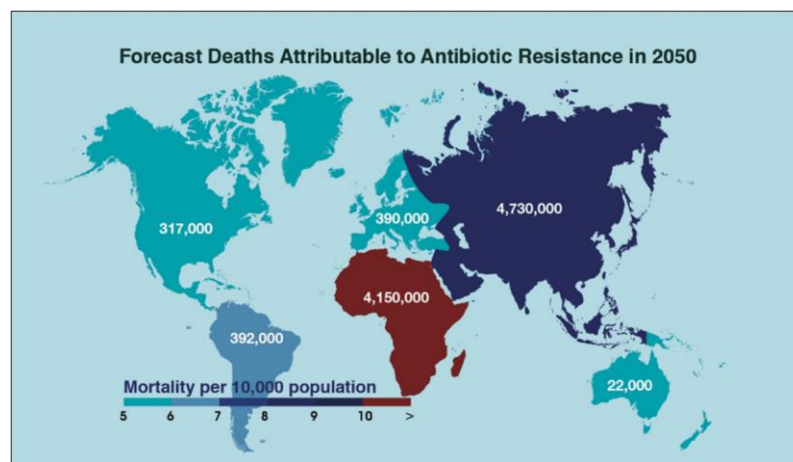 Forecast Deaths Attributable to Antibiotic Resistance in 2050
317,000
390,000
4,730,000
4,150,000
392,000
22,000
Mortality per 10,000 population
5 6 7 8 9 10 >